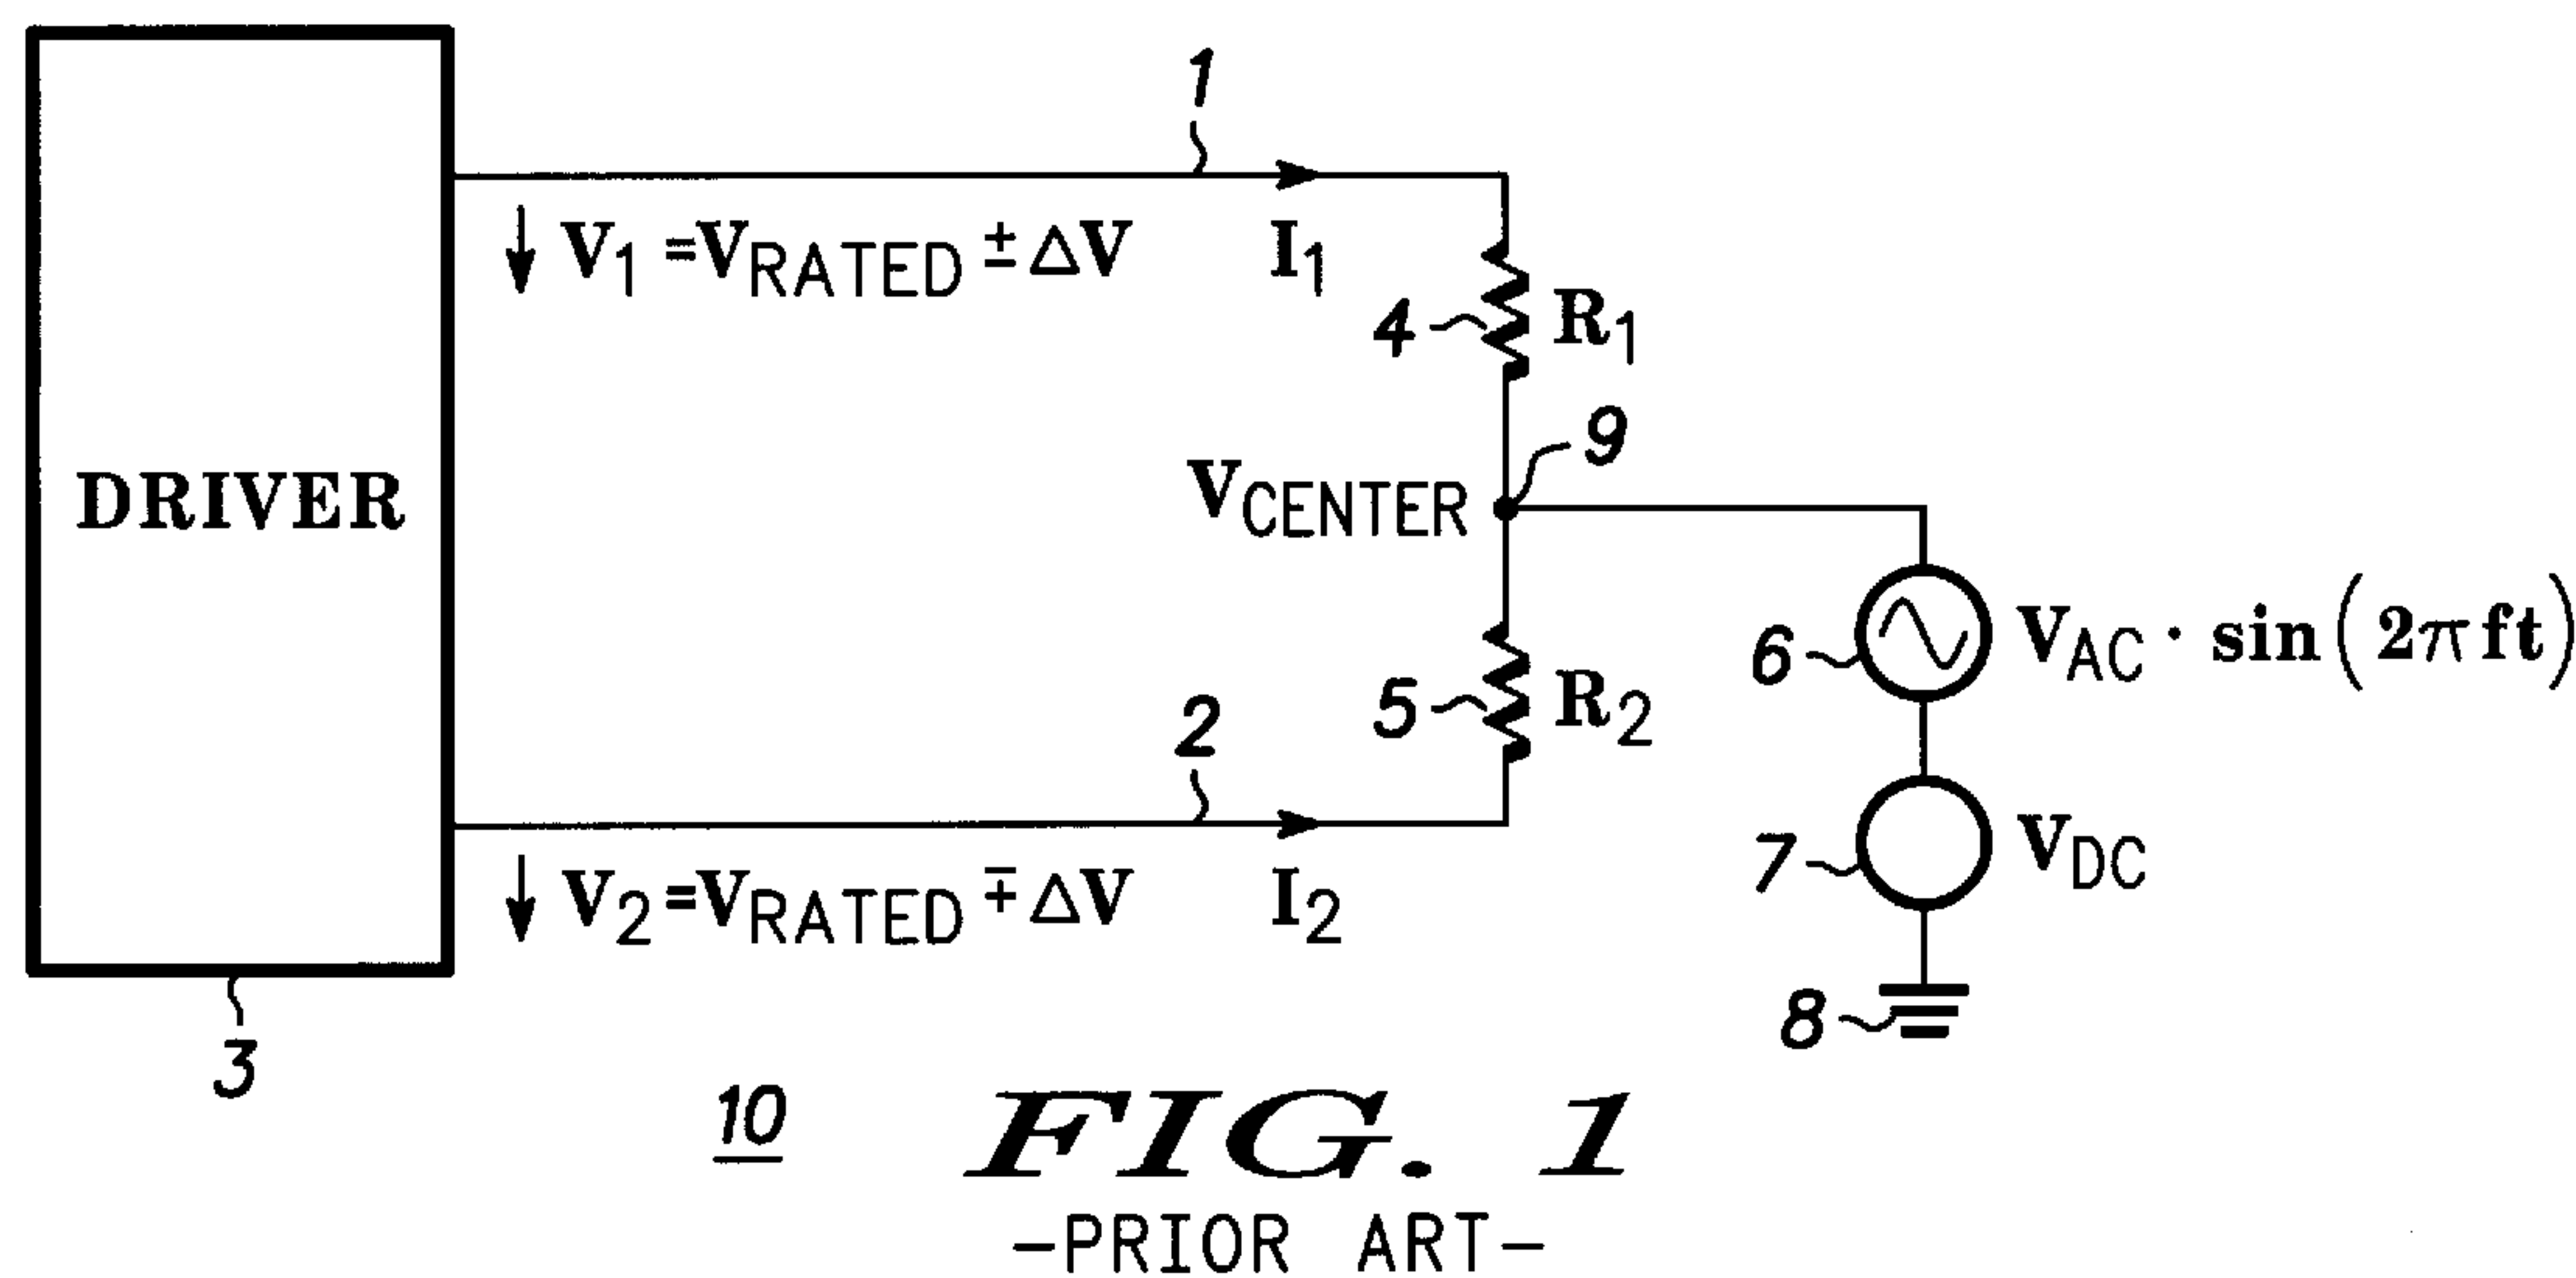 1
V1 =VRATED ± ΔV
I1
4
R1
9
DRIVER
VCENTER
6
VAC · sin(2πft)
5
R2
2
7
VDC
V2 =VRATED ∓ ΔV
I2
8
3
10
FIG. 1
-PRIOR ART-